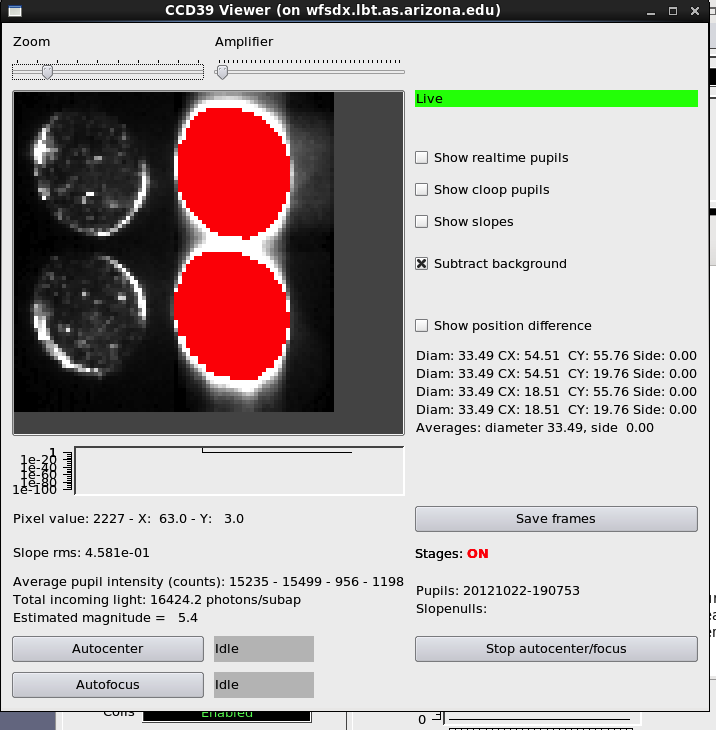 CCD39 Viewer (on wfsdx.lbt.as.arizona.edu)
Zoom
Amplifier
Live
Show realtime pupils
Show cloop pupils
Show slopes
Subtract background
Show position difference
Diam: 33.49 CX: 54.51 CY: 55.76 Side: 0.00
Diam: 33.49 CX: 54.51 CY: 19.76 Side: 0.00
Diam: 33.49 CX: 18.51 CY: 55.76 Side: 0.00
Diam: 33.49 CX: 18.51 CY: 19.76 Side: 0.00
Averages: diameter 33.49, side 0.00
1
1e-20
1e-40
1e-60
1e-80
1e-100
Pixel value: 2227 - X: 63.0 - Y: 3.0
Save frames
Slope rms: 4.581e-01
Stages: ON
Average pupil intensity (counts): 15235 - 15499 - 956 - 1198
Total incoming light: 16424.2 photons/subap
Estimated magnitude = 5.4
Pupils: 20121022-190753
Slopenulls:
Autocenter
Idle
Stop autocenter/focus
Autofocus
Idle
Coils
Enabled
0